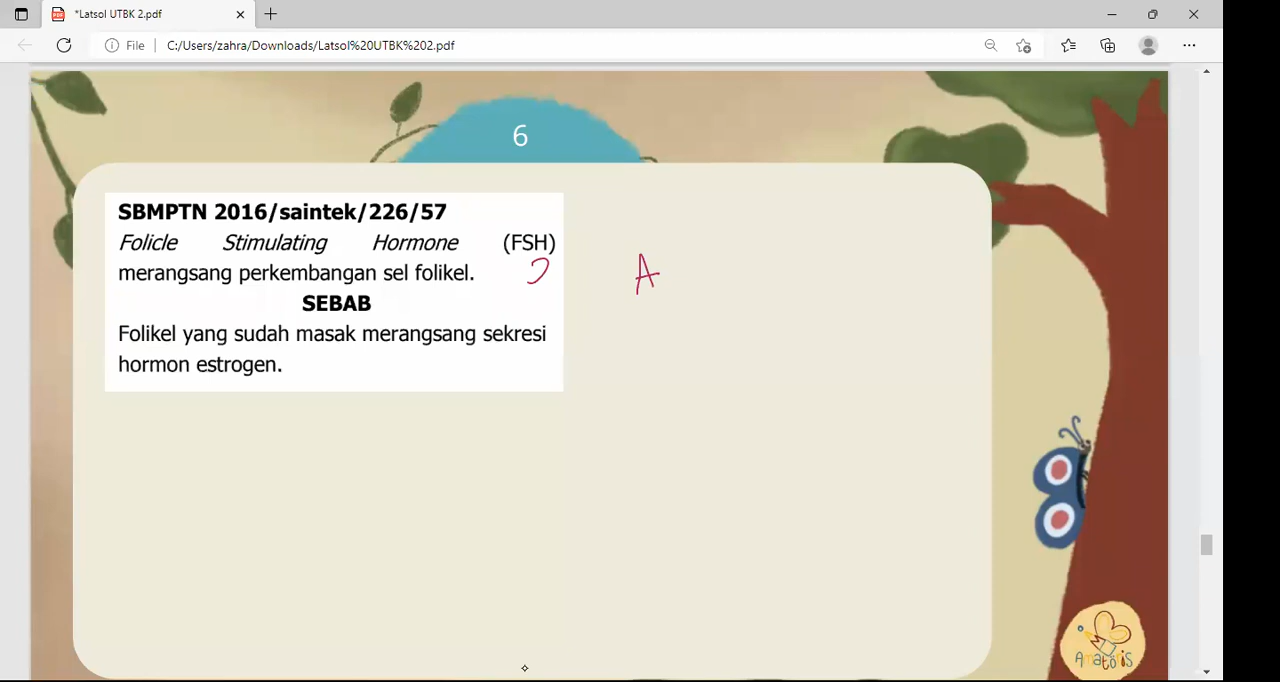 *Latsol UTBK 2.pdf
File
C:/Users/zahra/Downloads/Latsol%20UTBK%202.pdf
6
SBMPTN 2016/saintek/226/57
Folicle Stimulating Hormone (FSH)
merangsang perkembangan sel folikel.
A
SEBAB
Folikel yang sudah masak merangsang sekresi
hormon estrogen.
Amatoris